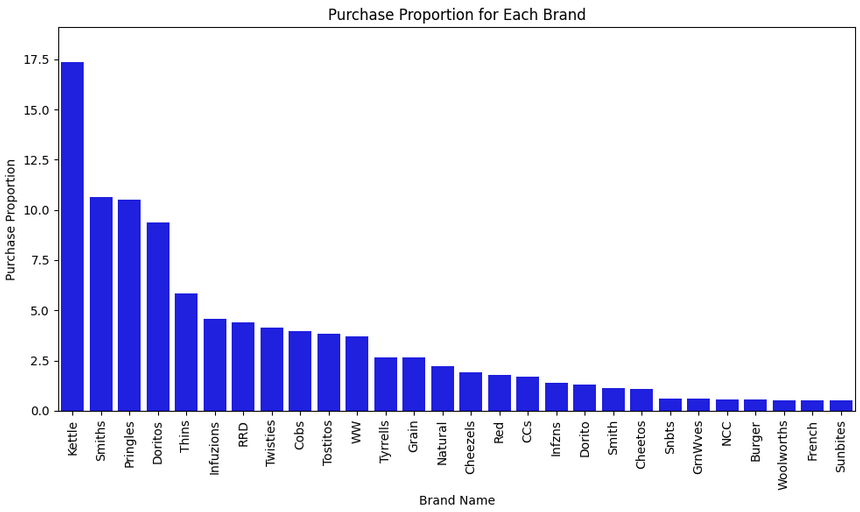 Purchase Proportion for Each Brand
17.5
15.0
12.5
10.0
7.5
5.0
2.5
0.0
Purchase Proportion
Kettle
Smiths
Pringles
Doritos
Thins
Infuzions
RRD
Twisties
Cobs
Tostitos
WW
Tyrrells
Grain
Natural
Cheezels
Red
CCs
Infzns
Dorito
Smith
Cheetos
Snbts
GrnWves
NCC
Burger
Woolworths
French
Sunbites
Brand Name